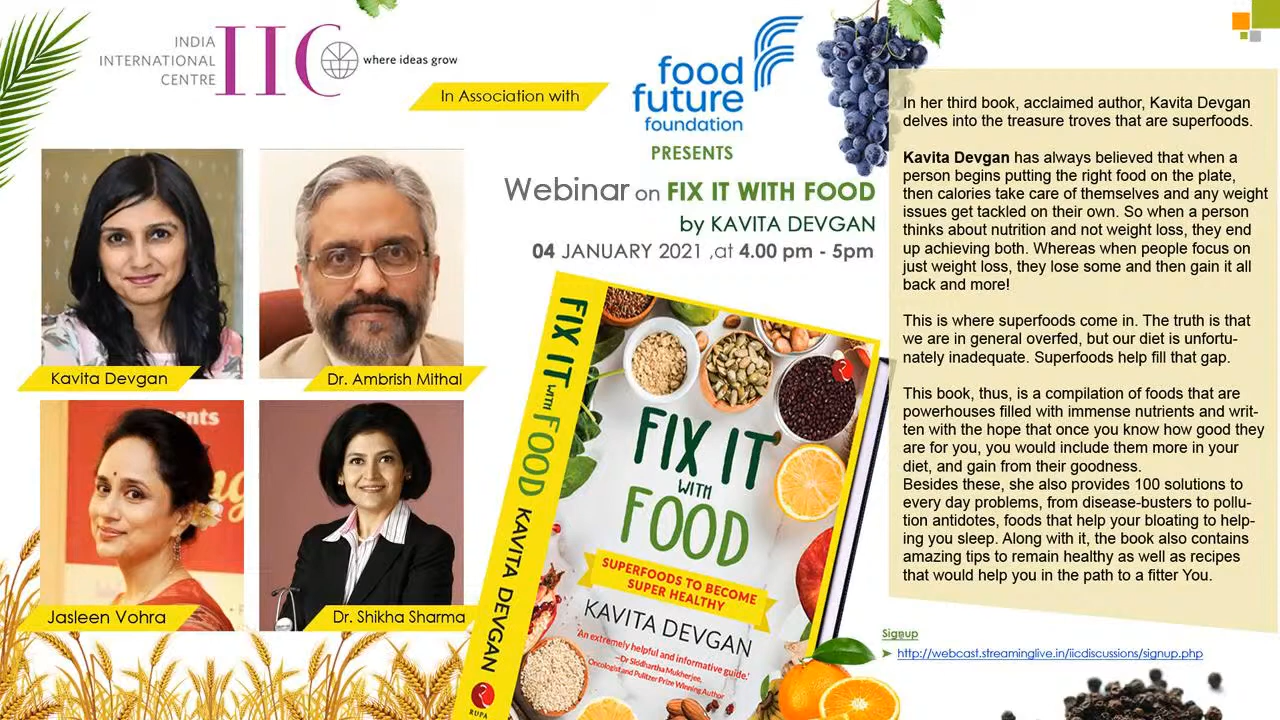 INDIA
INTERNATIONAL
CENTRE
IIC
where ideas grow
In Association with
food
future
foundation
PRESENTS
Webinar on FIX IT WITH FOOD
by KAVITA DEVGAN
04 JANUARY 2021 ,at 4.00 pm - 5pm
Kavita Devgan
Dr. Ambrish Mithal
ents
ng
Jasleen Vohra
Dr. Shikha Sharma
FIX IT WITH FOOD KAVITA DEVGAN
RUPA
FIX IT
WITH
FOOD
SUPERFOODS TO BECOME
SUPER HEALTHY
KAVITA DEVGAN
'An extremely helpful and informative guide.'
—Dr Siddhartha Mukherjee,
Oncologist and Pulitzer Prize Winning Author
In her third book, acclaimed author, Kavita Devgan
delves into the treasure troves that are superfoods.
Kavita Devgan has always believed that when a
person begins putting the right food on the plate,
then calories take care of themselves and any weight
issues get tackled on their own. So when a person
thinks about nutrition and not weight loss, they end
up achieving both. Whereas when people focus on
just weight loss, they lose some and then gain it all
back and more!
This is where superfoods come in. The truth is that
we are in general overfed, but our diet is unfortu-
nately inadequate. Superfoods help fill that gap.
This book, thus, is a compilation of foods that are
powerhouses filled with immense nutrients and writ-
ten with the hope that once you know how good they
are for you, you would include them more in your
diet, and gain from their goodness.
Besides these, she also provides 100 solutions to
every day problems, from disease-busters to pollu-
tion antidotes, foods that help your bloating to help-
ing you sleep. Along with it, the book also contains
amazing tips to remain healthy as well as recipes
that would help you in the path to a fitter You.
Signup
http://webcast.streaminglive.in/iicdiscussions/signup.php